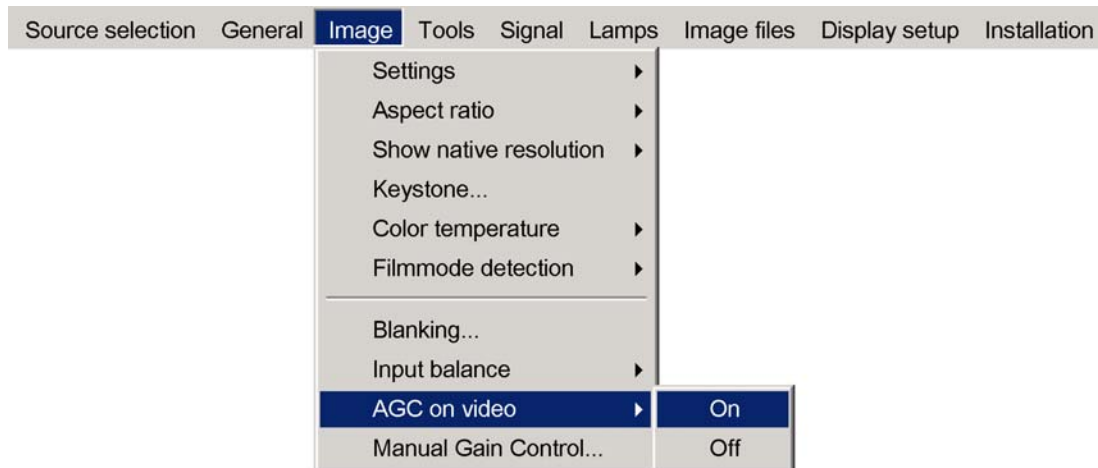 Source selection General Image Tools Signal Lamps Image files Display setup Installation
Settings
Aspect ratio
Show native resolution
Keystone...
Color temperature
Filmmode detection
Blanking...
Input balance
AGC on video On
Manual Gain Control... Off